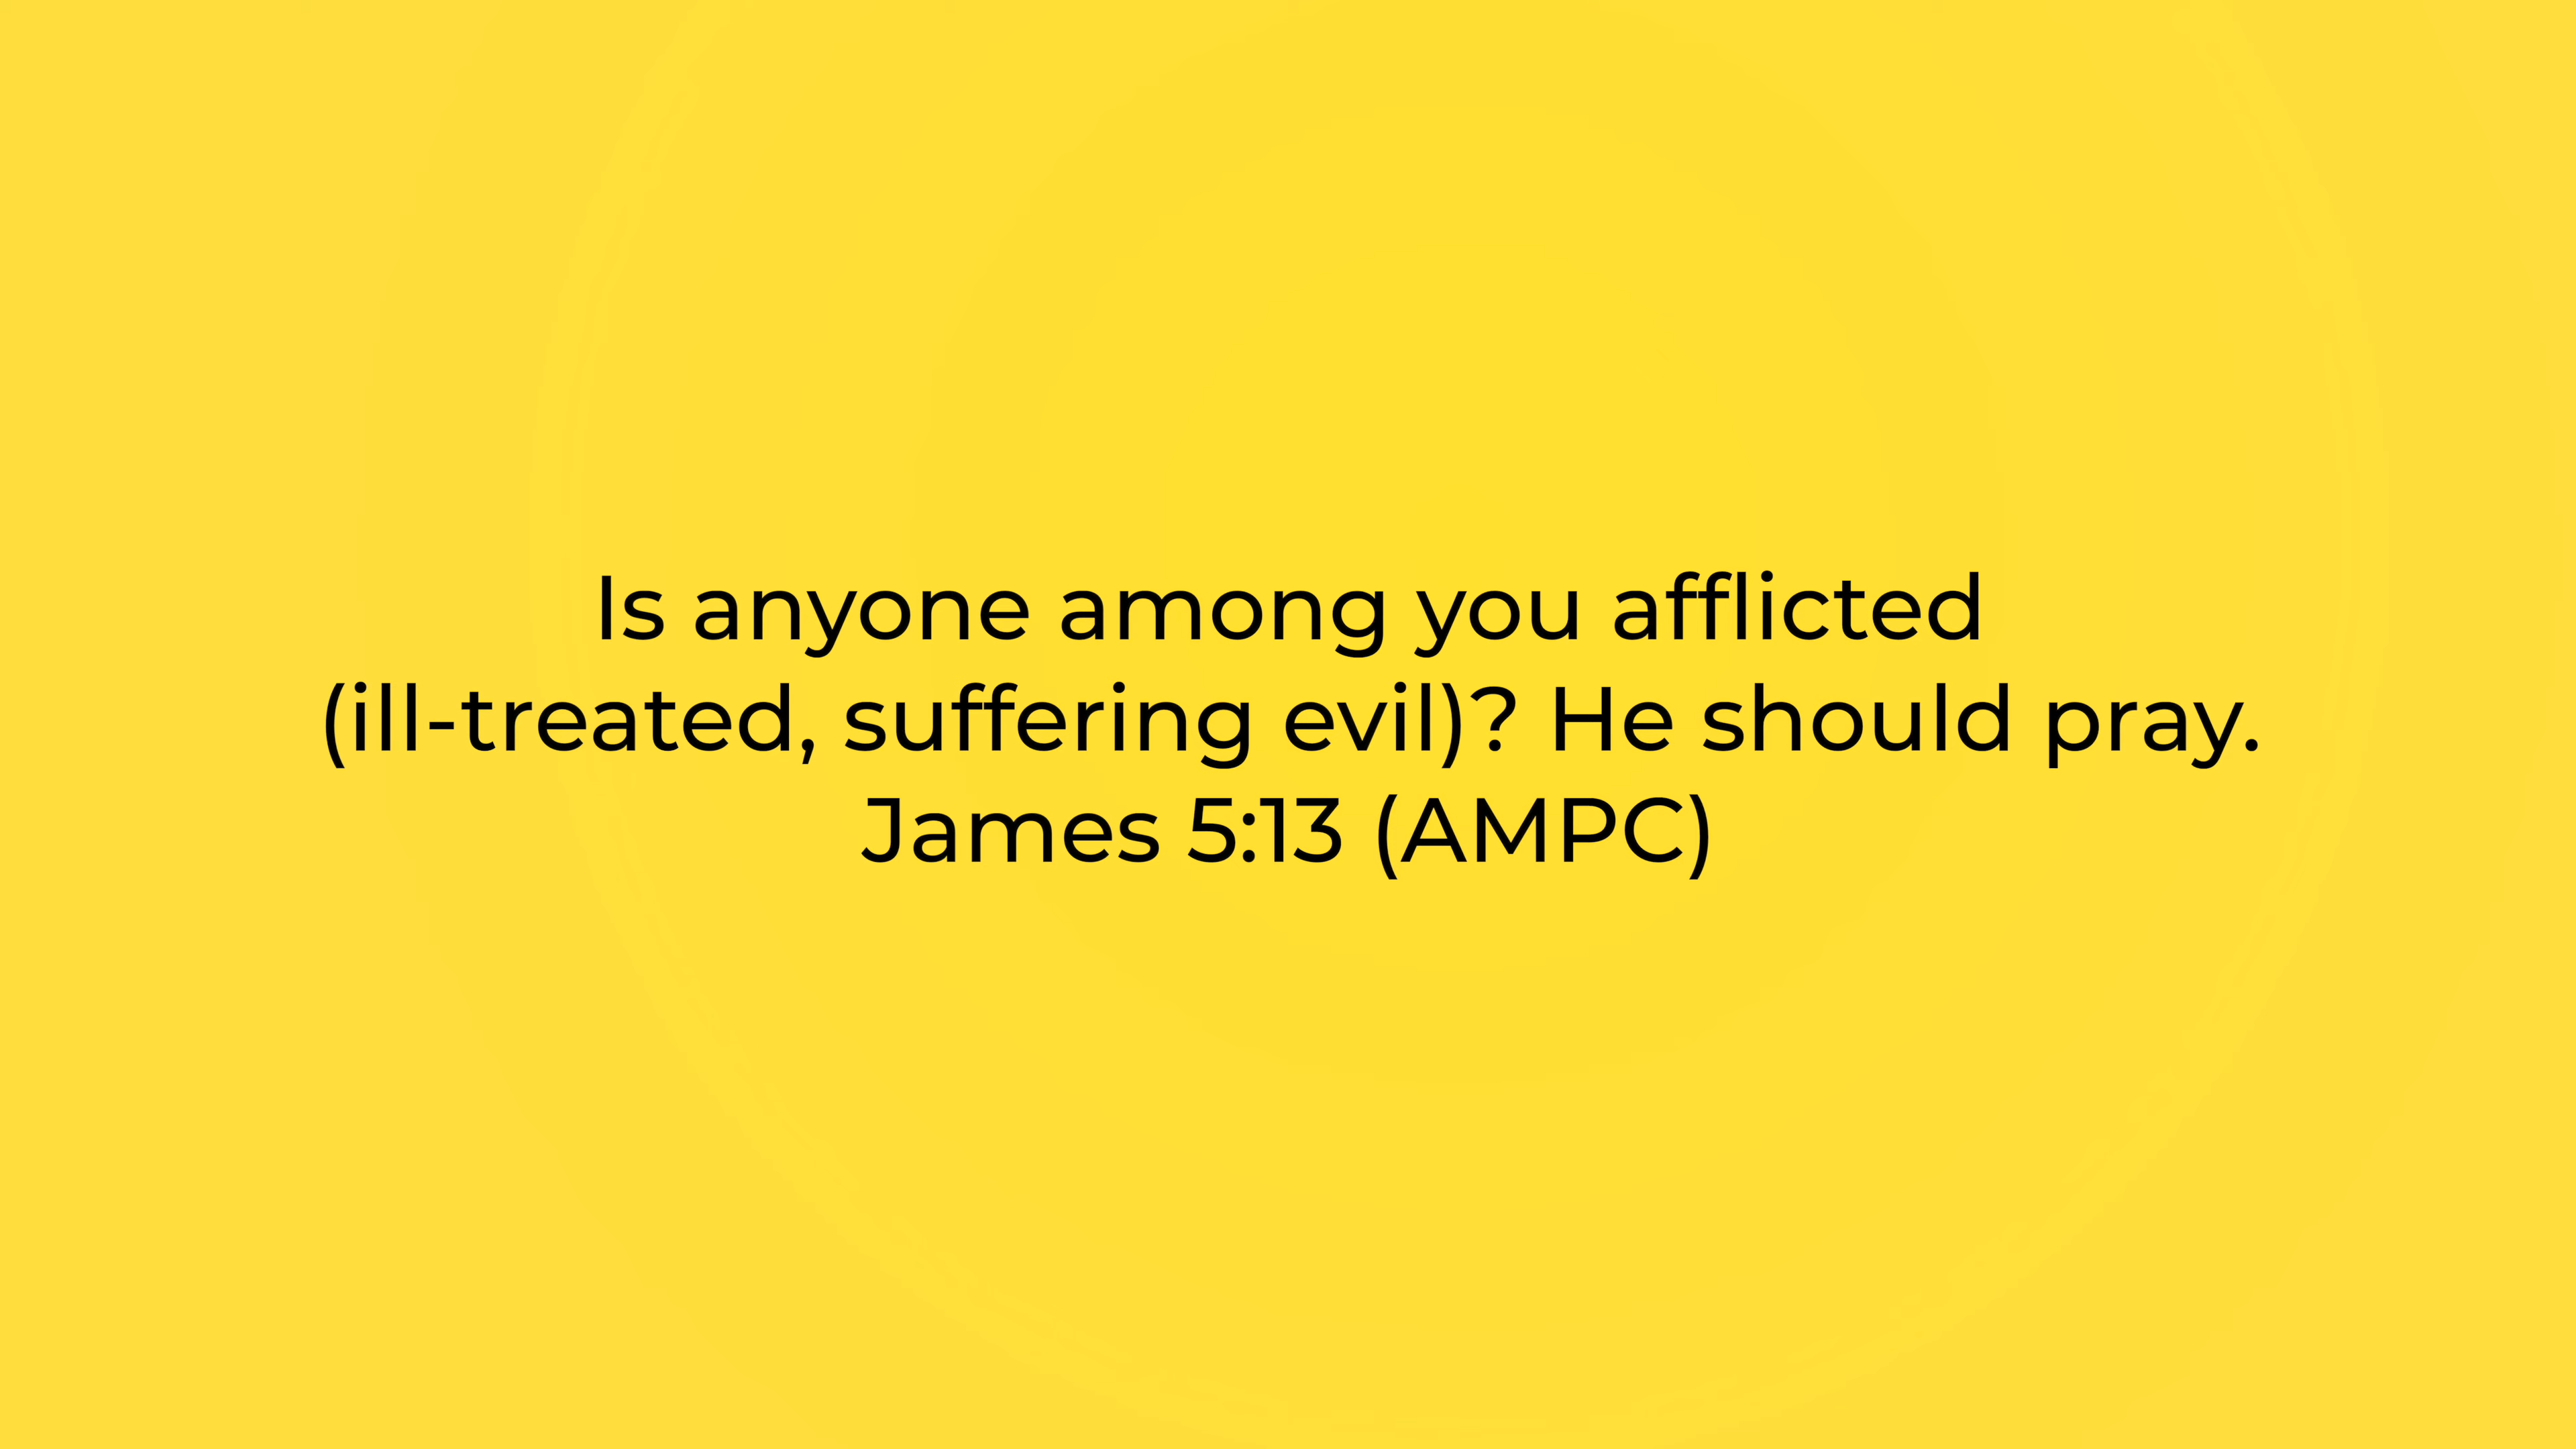 Is anyone among you afflicted
(ill-treated, suffering evil)? He should pray.
James 5:13 (AMPC)